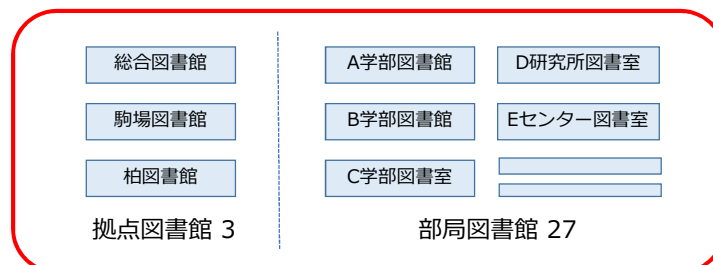 総合図書館
駒場図書館
柏図書館
拠点図書館 3
A学部図書館
B学部図書館
C学部図書室
D研究所図書室
Eセンター図書室
部局図書館 27